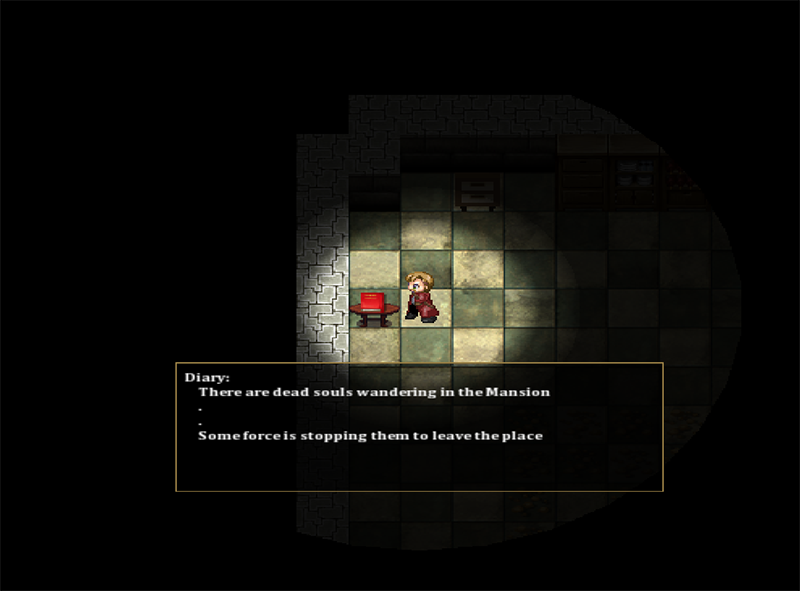 Diary:
There are dead souls wandering in the Mansion
.
.
Some force is stopping them to leave the place